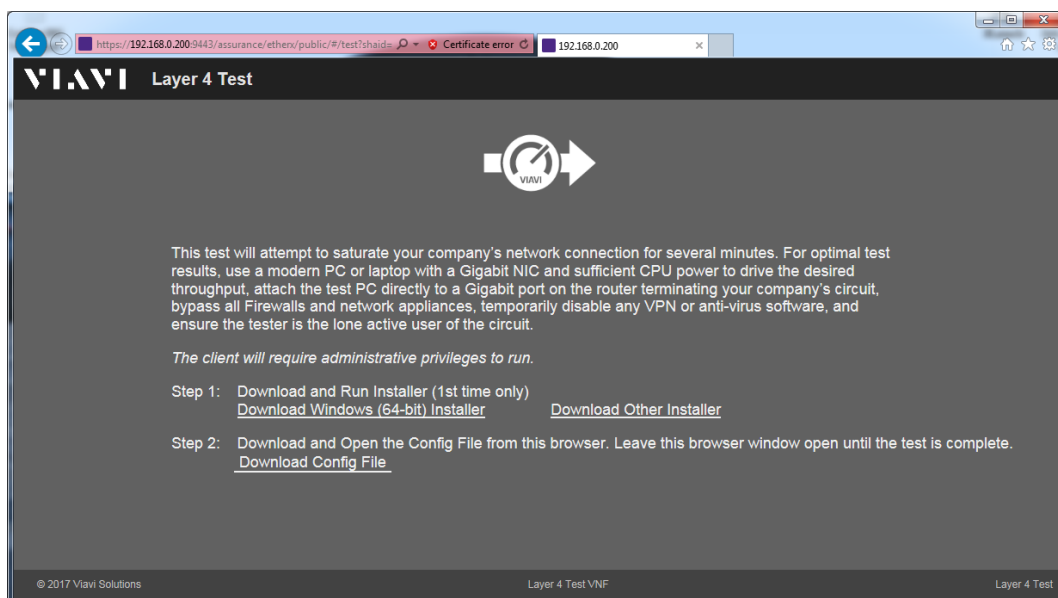 https://192.168.0.200:9443/assurance/etherx/public/#/test?shaid= Certificate error 192.168.0.200
VIAVI Layer 4 Test
VIAVI
This test will attempt to saturate your company's network connection for several minutes. For optimal test
results, use a modern PC or laptop with a Gigabit NIC and sufficient CPU power to drive the desired
throughput, attach the test PC directly to a Gigabit port on the router terminating your company's circuit,
bypass all Firewalls and network appliances, temporarily disable any VPN or anti-virus software, and
ensure the tester is the lone active user of the circuit.
The client will require administrative privileges to run.
Step 1: Download and Run Installer (1st time only)
Download Windows (64-bit) Installer Download Other Installer
Step 2: Download and Open the Config File from this browser. Leave this browser window open until the test is complete.
Download Config File
© 2017 Viavi Solutions Layer 4 Test VNF Layer 4 Test